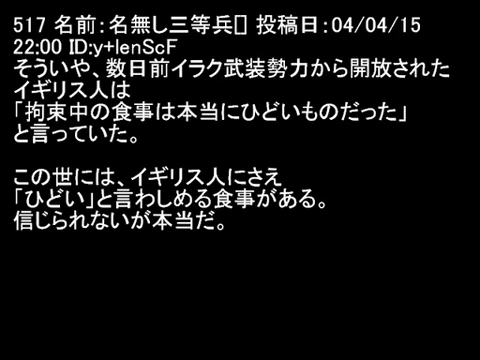 517 名前：名無し三等兵[] 投稿日：04/04/15
22:00 ID:y+lenScF
そういや、数日前イラク武装勢力から開放された
イギリス人は
「拘束中の食事は本当にひどいものだった」
と言っていた。
この世には、イギリス人にさえ
「ひどい」と言わしめる食事がある。
信じられないが本当だ。